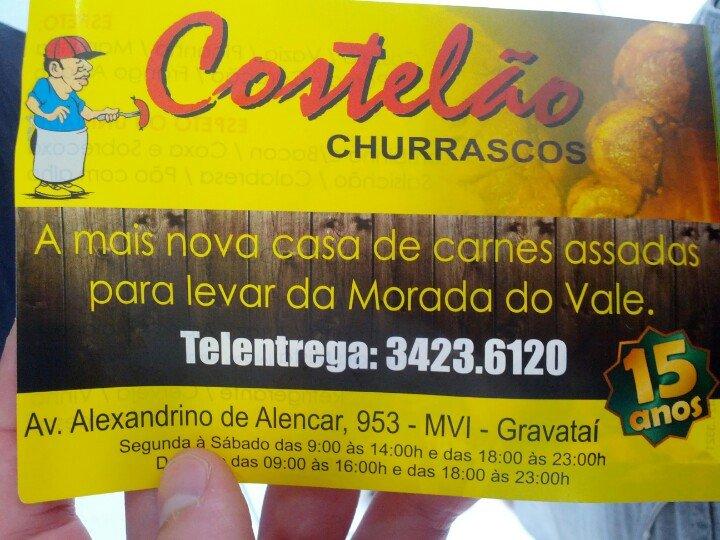 Costelão
CHURRASCOS
A mais nova casa de carnes assadas
para levar da Morada do Vale.
Telentrega: 3423.6120
15
anos
Av. Alexandrino de Alencar, 953 - MVI - Gravataí
Segunda à Sábado das 9:00 às 14:00h e das 18:00 às 23:00h
das 09:00 às 16:00h e das 18:00 às 23:00h